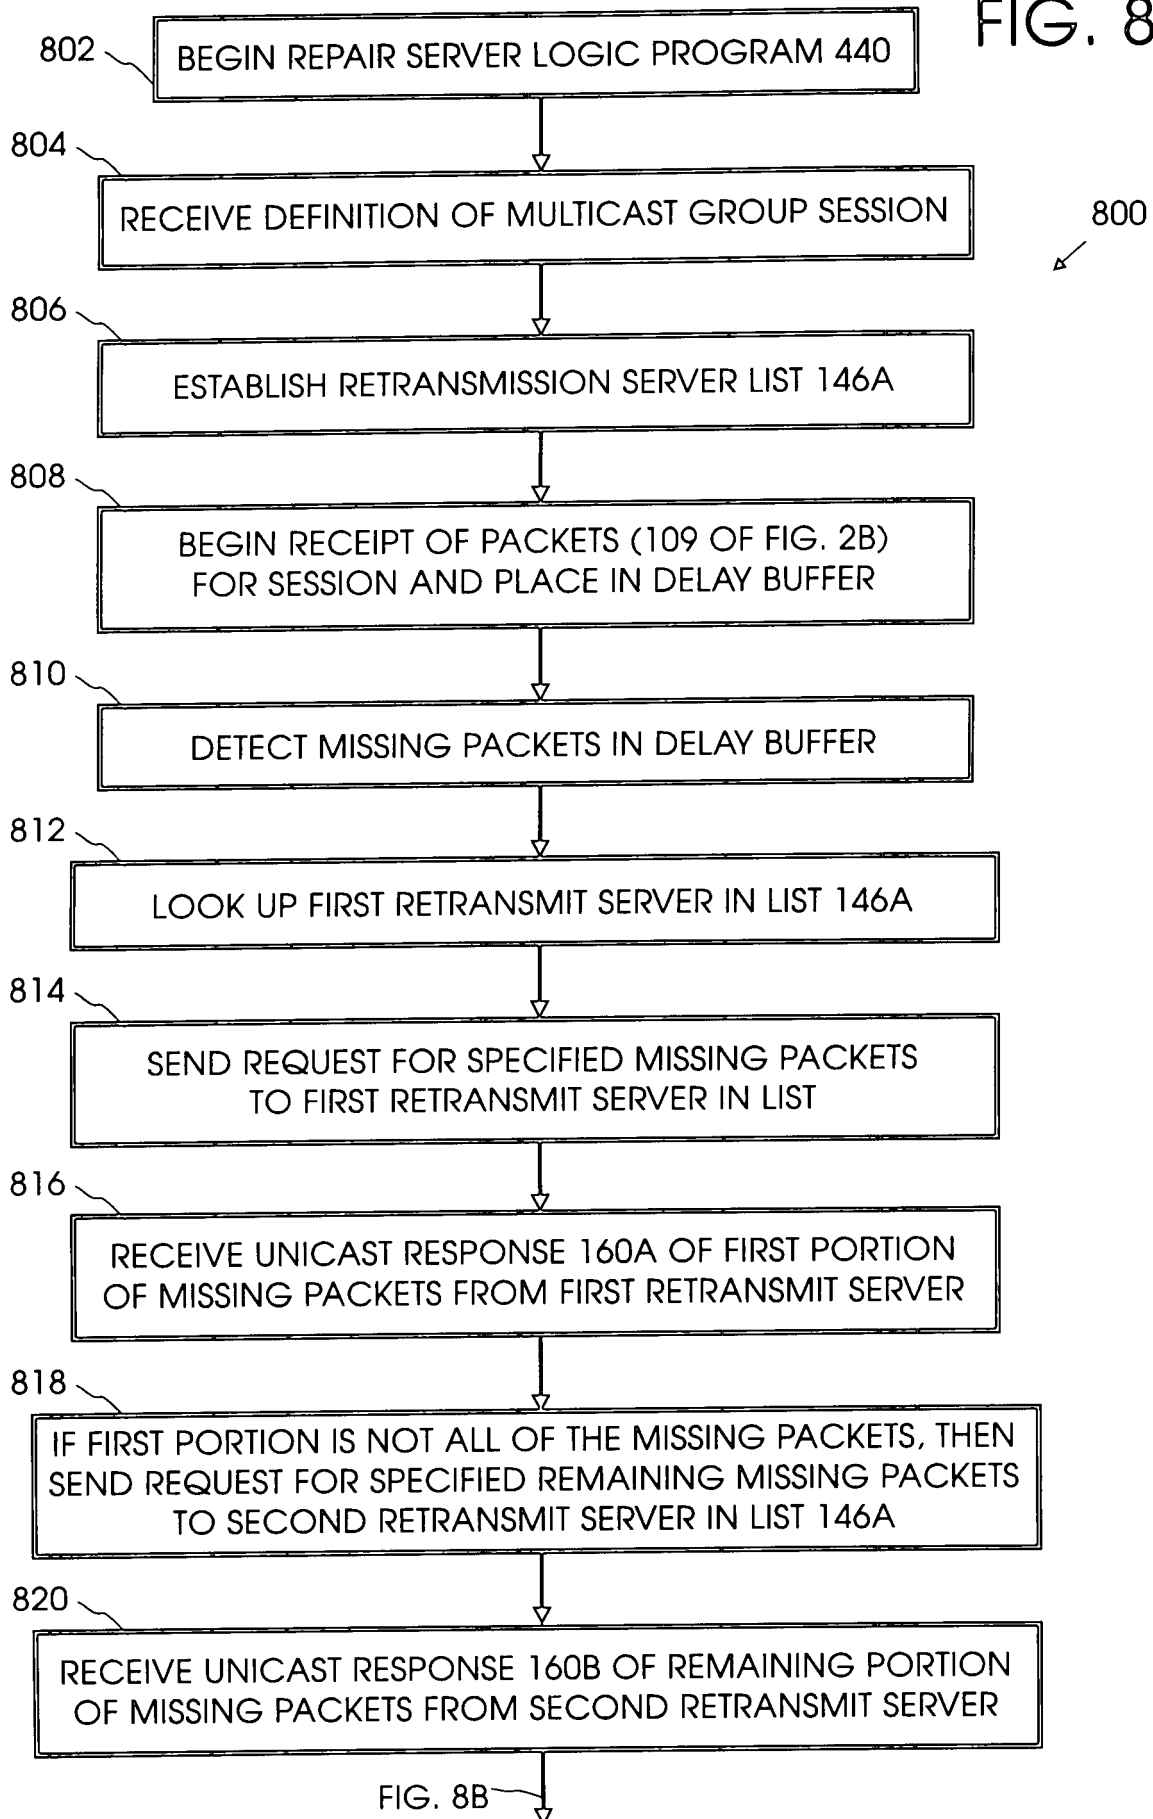 FIG. 8
802
BEGIN REPAIR SERVER LOGIC PROGRAM 440
804
RECEIVE DEFINITION OF MULTICAST GROUP SESSION
800
806
ESTABLISH RETRANSMISSION SERVER LIST 146A
808
BEGIN RECEIPT OF PACKETS (109 OF FIG. 2B)
FOR SESSION AND PLACE IN DELAY BUFFER
810
DETECT MISSING PACKETS IN DELAY BUFFER
812
LOOK UP FIRST RETRANSMIT SERVER IN LIST 146A
814
SEND REQUEST FOR SPECIFIED MISSING PACKETS
TO FIRST RETRANSMIT SERVER IN LIST
816
RECEIVE UNICAST RESPONSE 160A OF FIRST PORTION
OF MISSING PACKETS FROM FIRST RETRANSMIT SERVER
818
IF FIRST PORTION IS NOT ALL OF THE MISSING PACKETS, THEN
SEND REQUEST FOR SPECIFIED REMAINING MISSING PACKETS
TO SECOND RETRANSMIT SERVER IN LIST 146A
820
RECEIVE UNICAST RESPONSE 160B OF REMAINING PORTION
OF MISSING PACKETS FROM SECOND RETRANSMIT SERVER
FIG. 8B